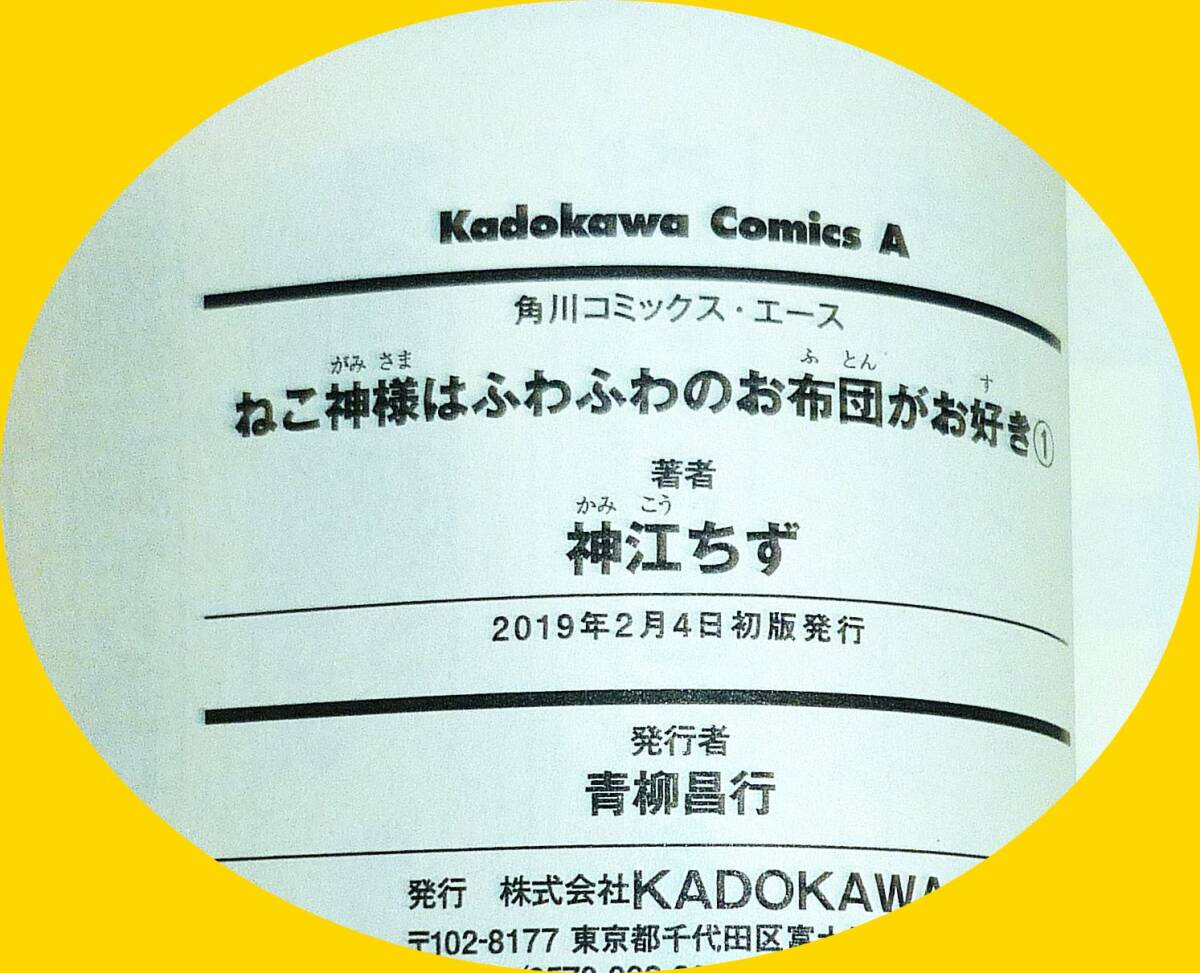 Kadokawa Comics A
角川コミックス・エース
がみ さま ふ とん す
ねこ神様はふわふわのお布団がお好き①
著者
かみ こう
神江ちず
2019年2月4日初版発行
発行者
青柳昌行
発行 株式会社KADOKAWA
〒102-8177 東京都千代田区富士